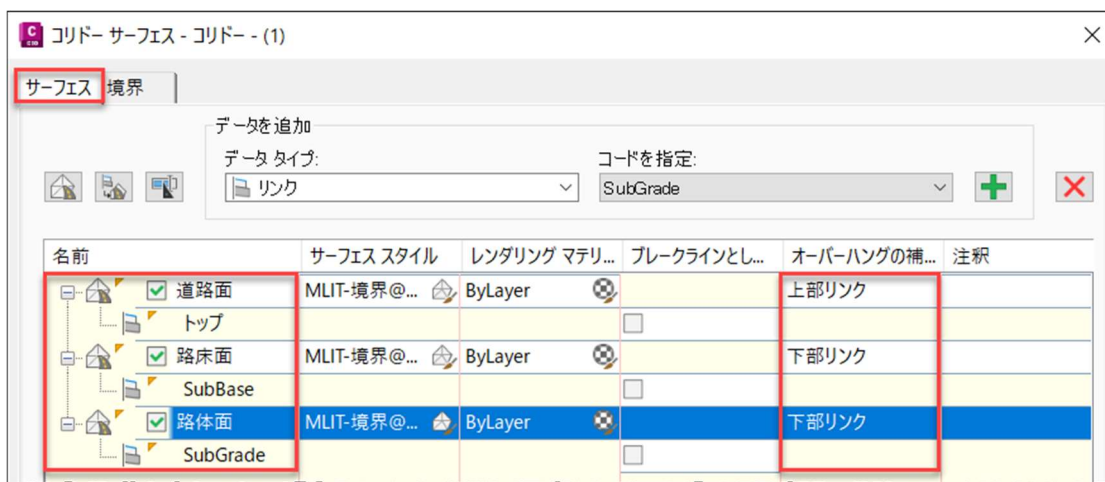 コリドー サーフェス - コリドー - (1)
サーフェス 境界
データを追加
データ タイプ: コードを指定:
リンク SubGrade
名前 サーフェス スタイル レンダリング マテリ... ブレークラインとし... オーバーハングの補... 注釈
道路面 MLIT-境界@... ByLayer 上部リンク
トップ
路床面 MLIT-境界@... ByLayer 下部リンク
SubBase
路体面 MLIT-境界@... ByLayer 下部リンク
SubGrade